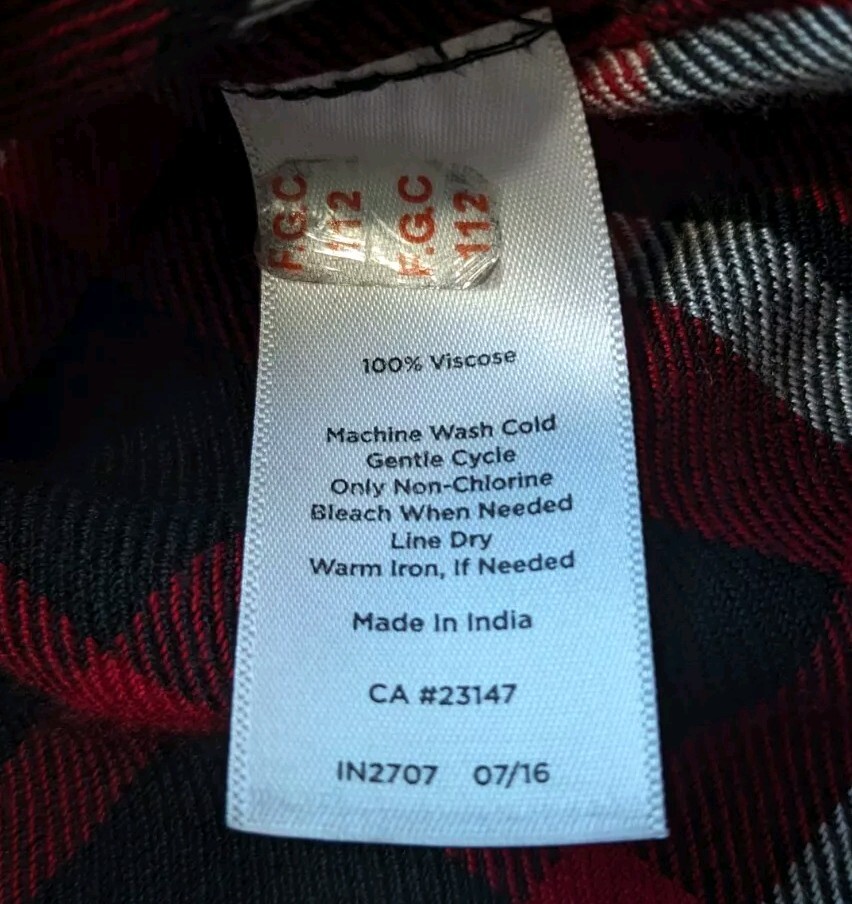 F.G.C
112
F.G.C
112
100% Viscose
Machine Wash Cold
Gentle Cycle
Only Non-Chlorine
Bleach When Needed
Line Dry
Warm Iron, If Needed
Made In India
CA #23147
IN2707 07/16